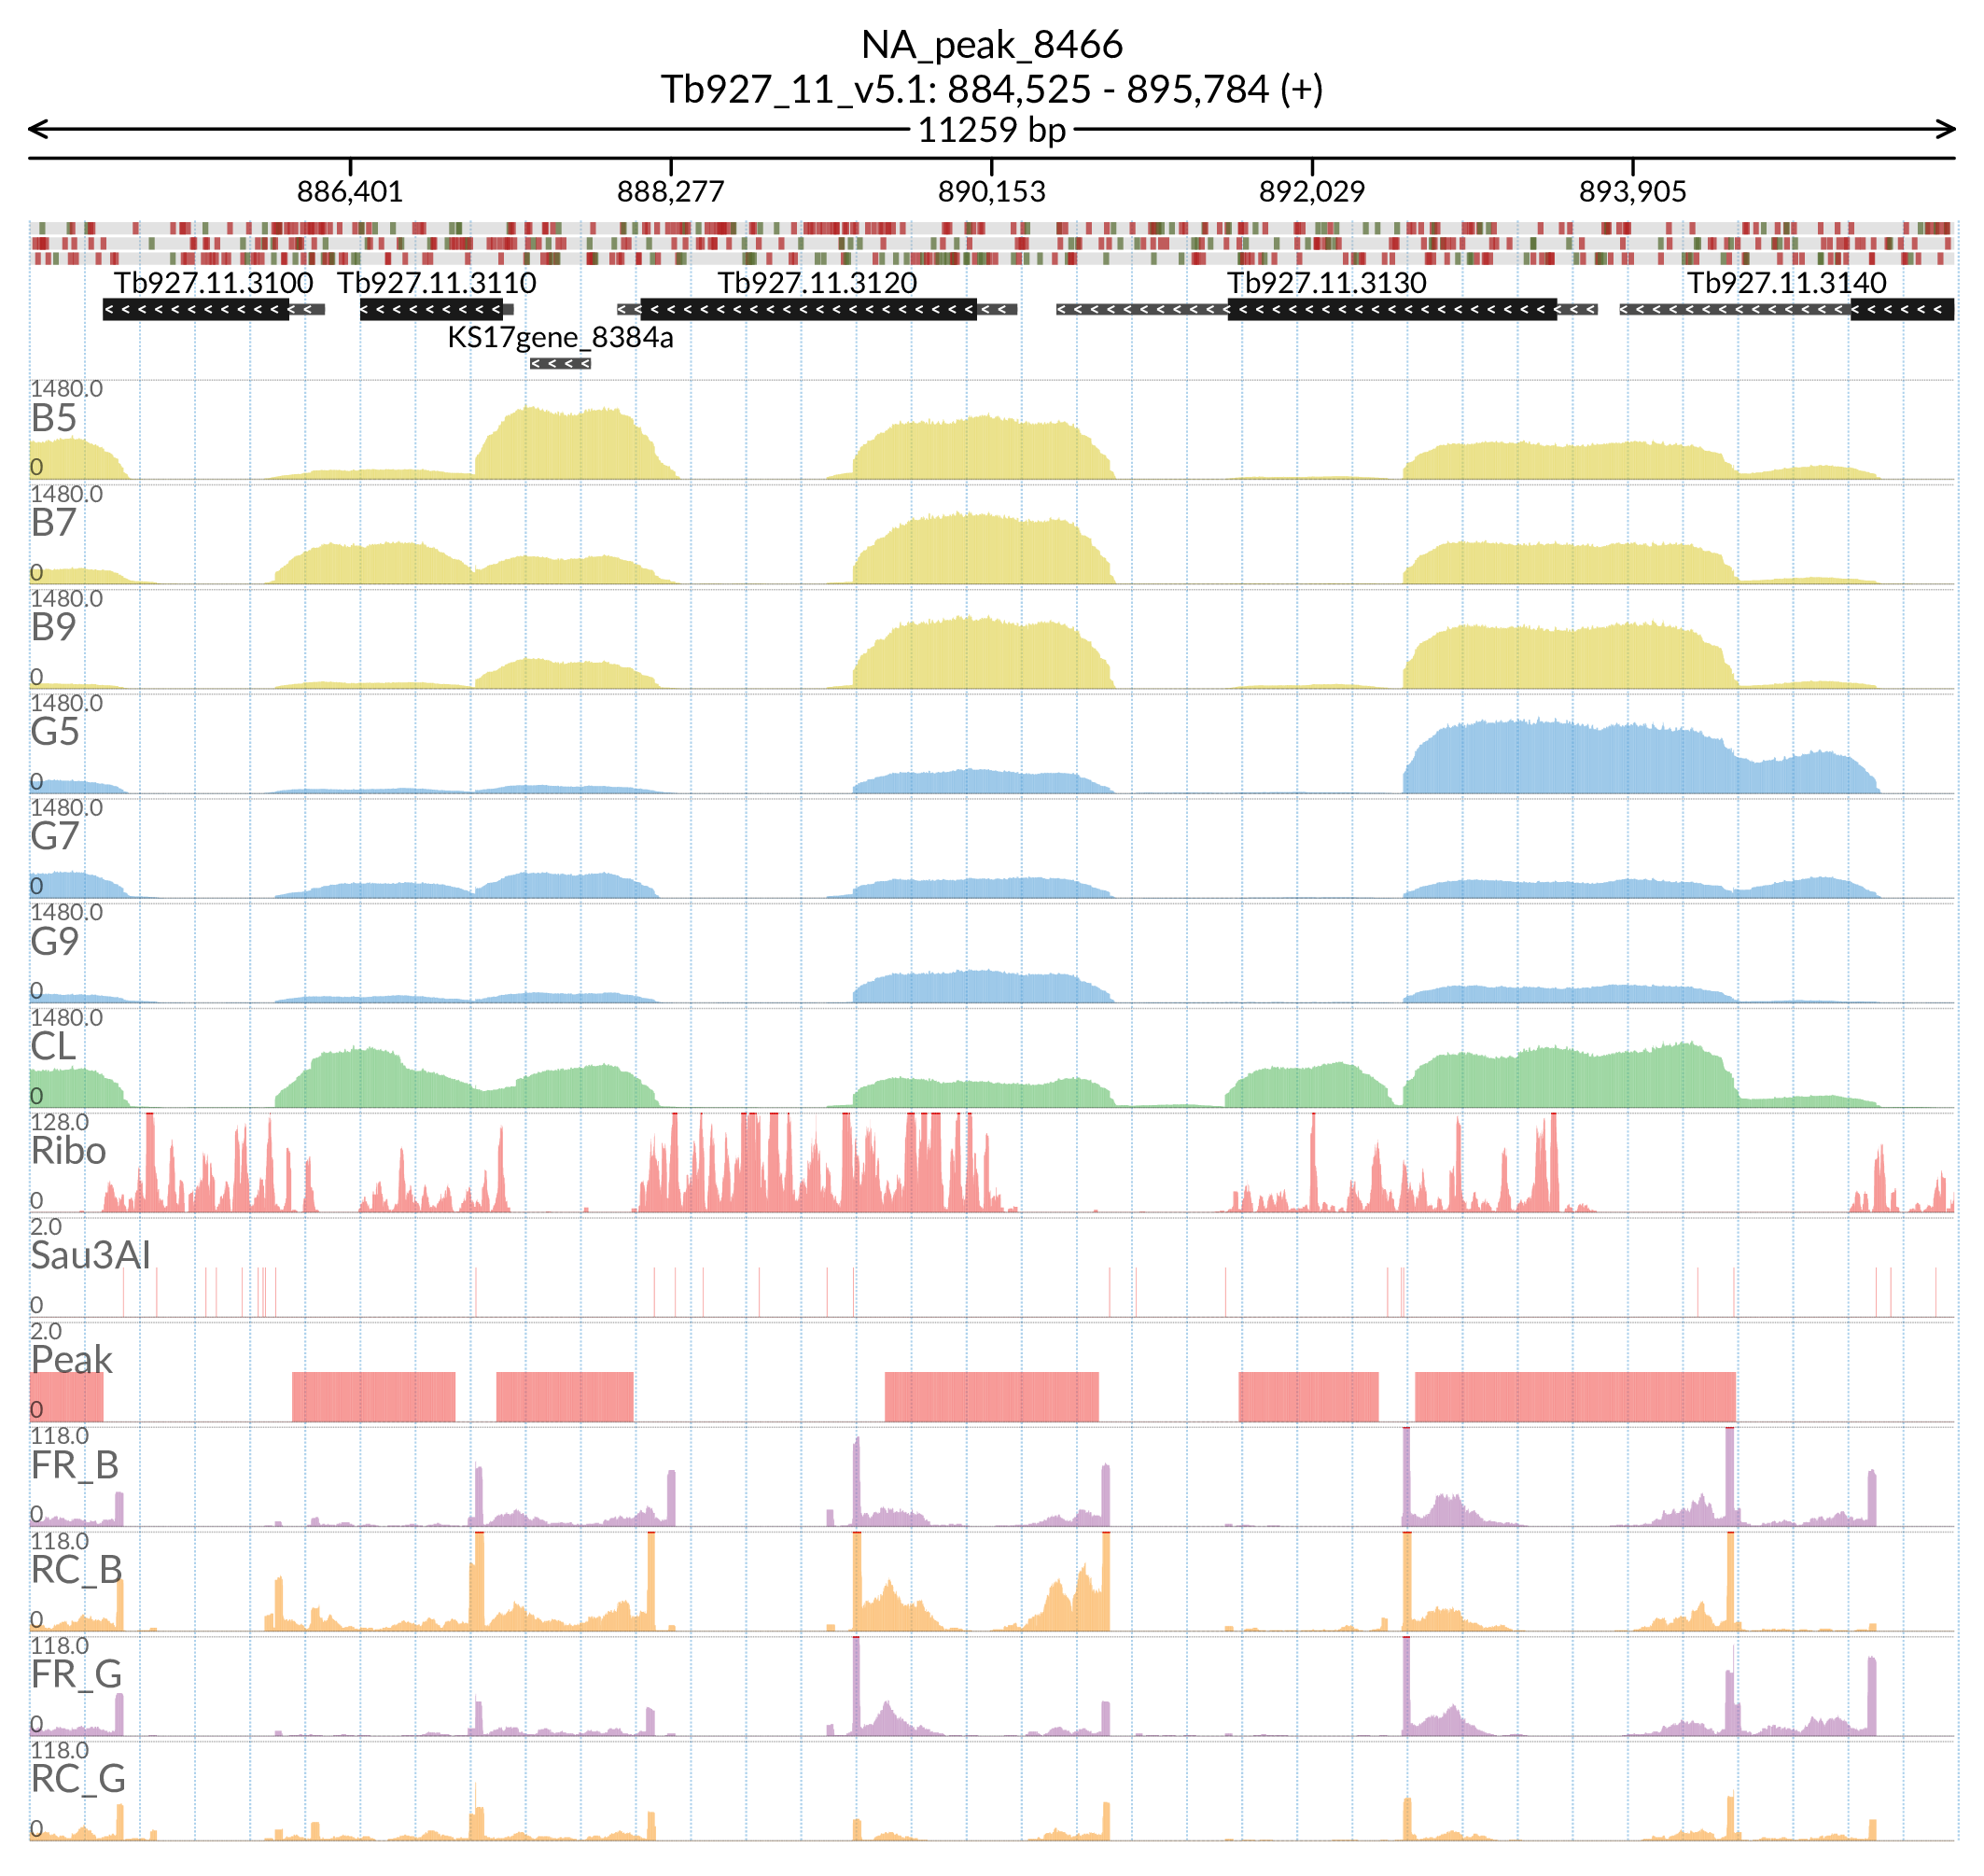 NA_peak_8466
Tb927_11_v5.1: 884,525 - 895,784 (+)
11259 bp
886,401 888,277 890,153 892,029 893,905
Tb927.11.3100 Tb927.11.3110 Tb927.11.3120 Tb927.11.3130 Tb927.11.3140
KS17gene_8384a
1480.0
B5
0
1480.0
B7
0
1480.0
B9
0
1480.0
G5
0
1480.0
G7
0
1480.0
G9
0
1480.0
CL
0
128.0
Ribo
0
2.0
Sau3AI
0
2.0
Peak
0
118.0
FR_B
0
118.0
RC_B
0
118.0
FR_G
0
118.0
RC_G
0